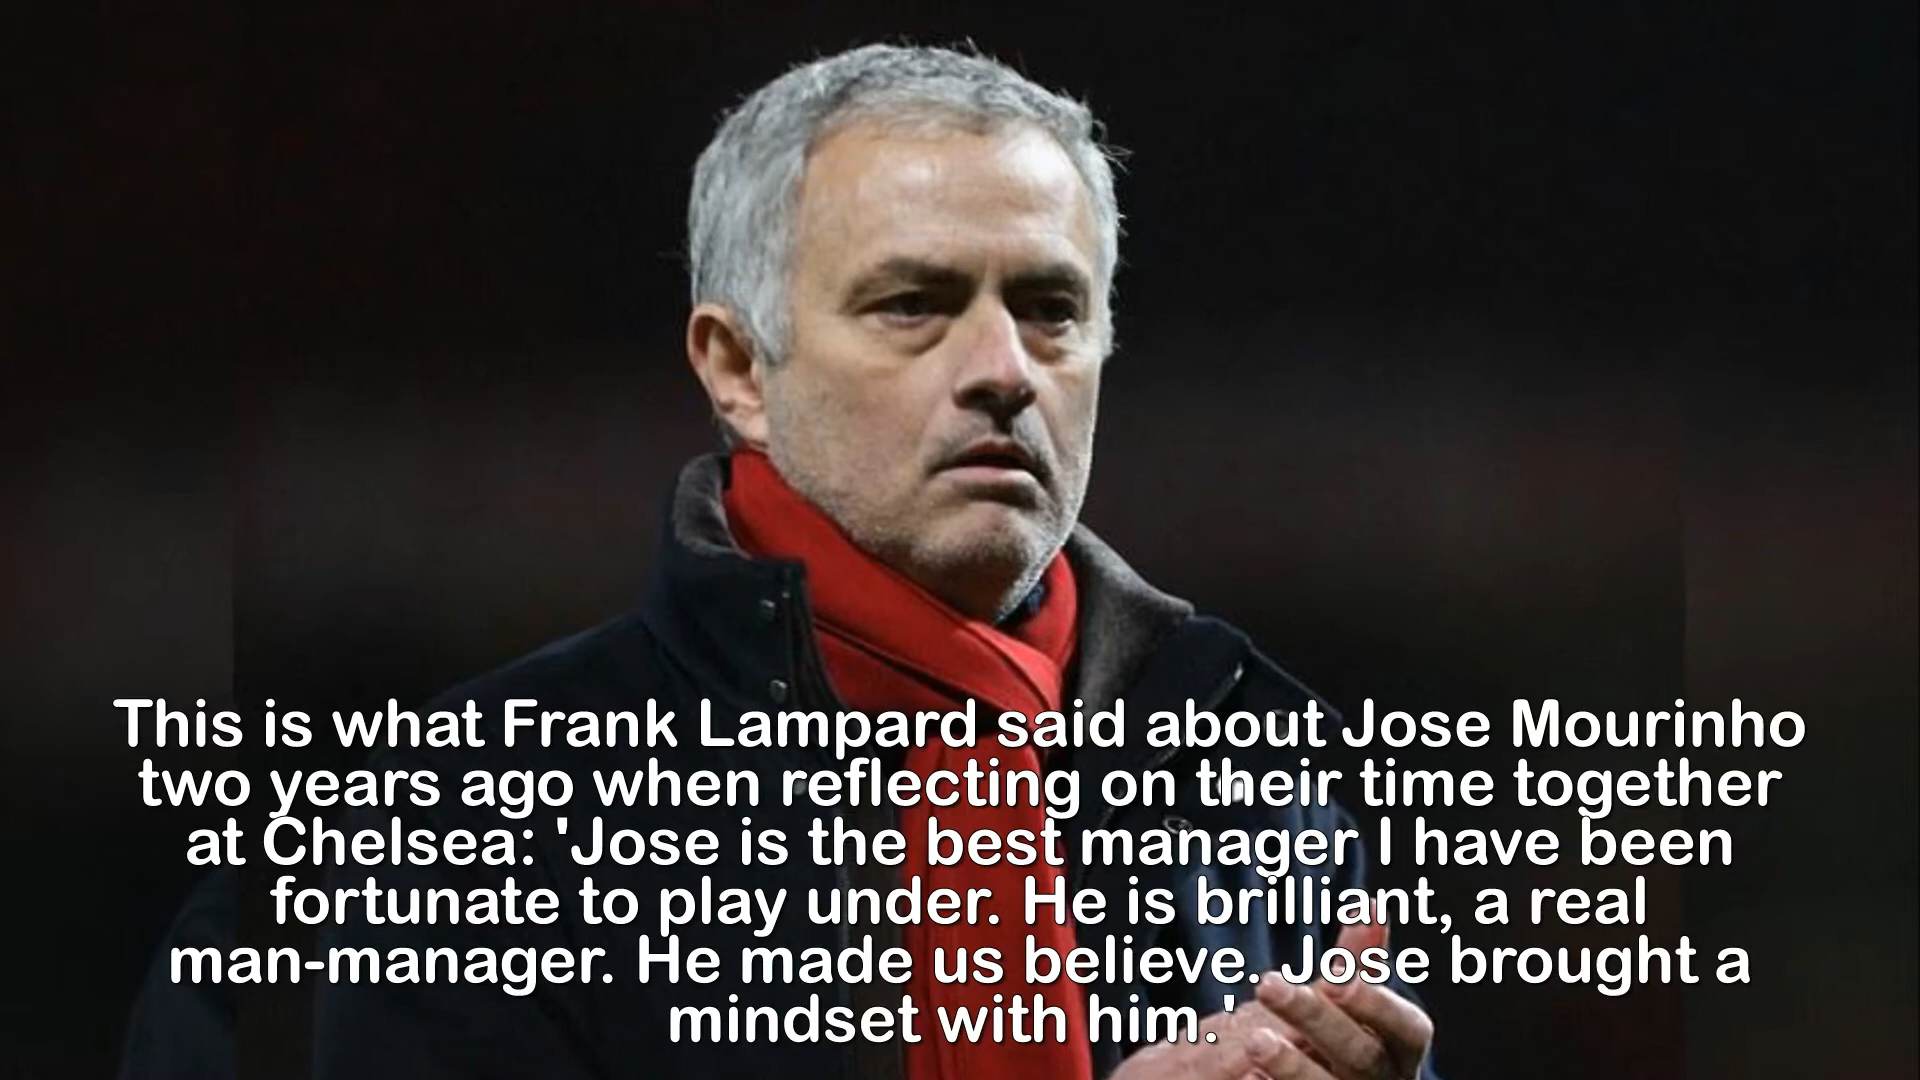 This is what Frank Lampard said about Jose Mourinho
two years ago when reflecting on their time together
at Chelsea: 'Jose is the best manager I have been
fortunate to play under. He is brilliant, a real
man-manager. He made us believe. Jose brought a
mindset with him.'